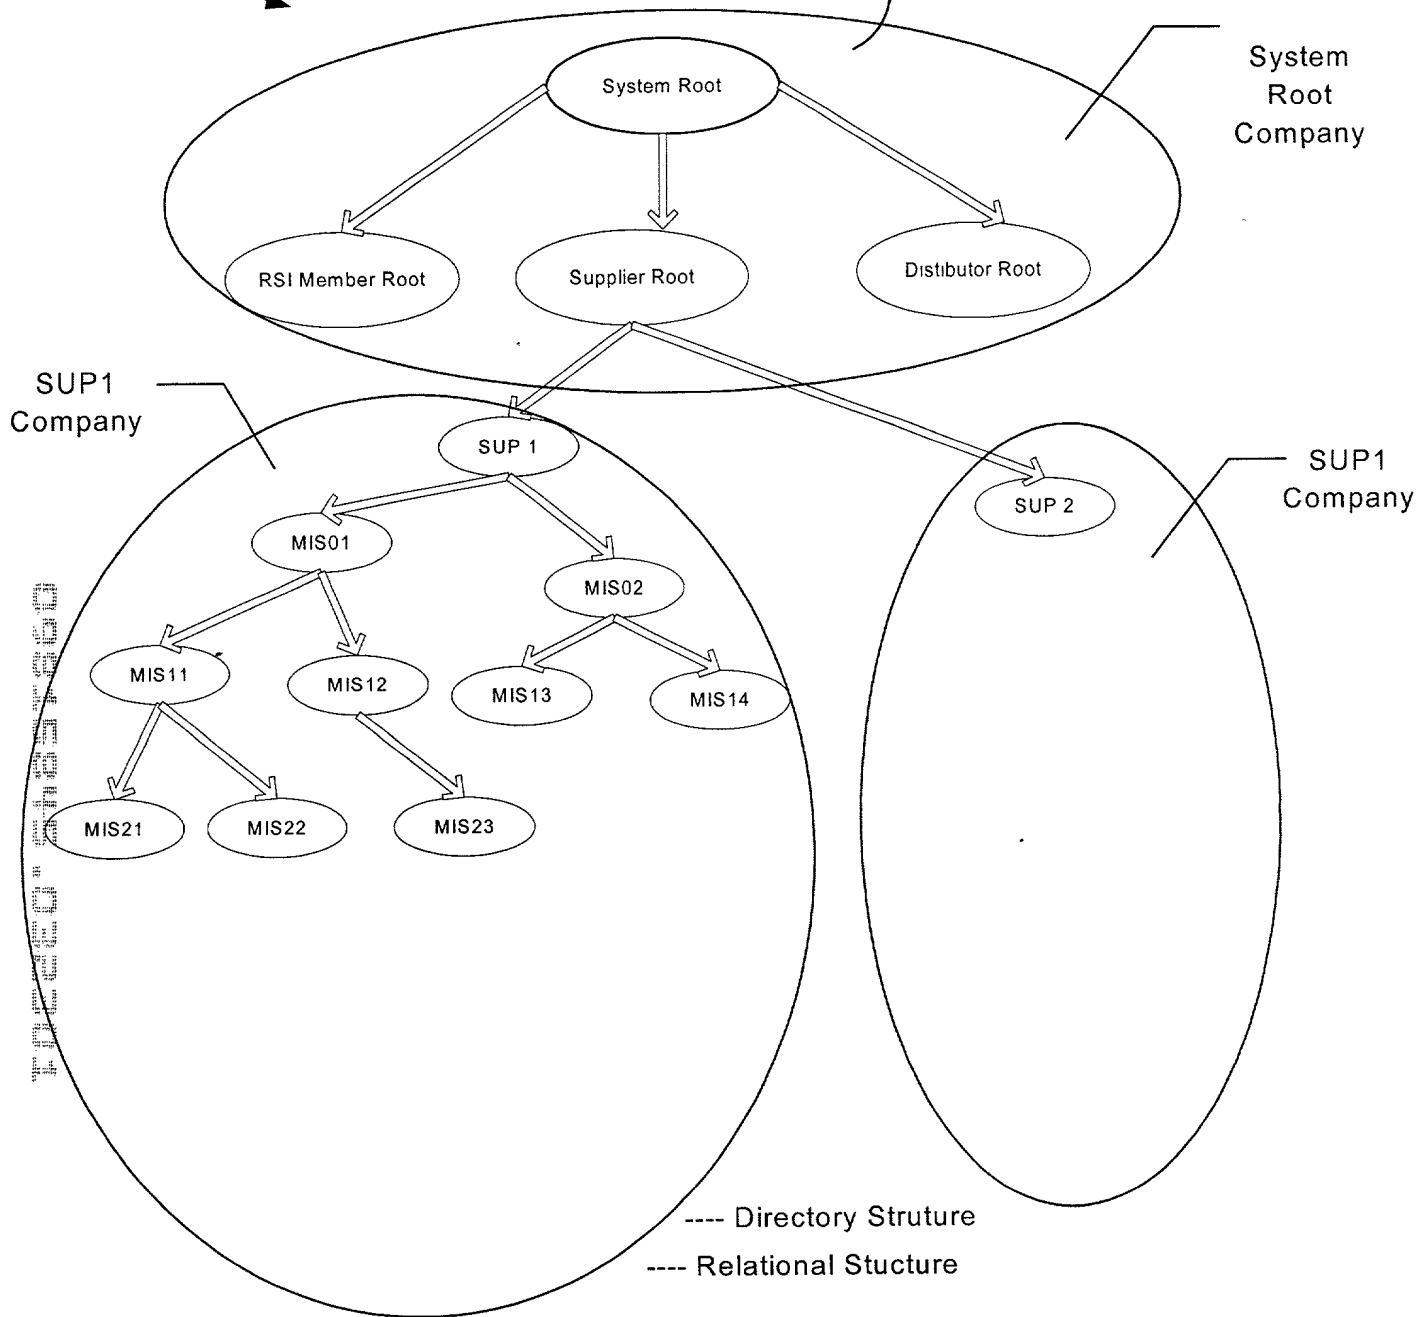 System
Root
Company
System Root
RSI Member Root
Supplier Root
Distibutor Root
SUP1
Company
SUP 1
SUP1
Company
SUP 2
MIS01
MIS02
MIS11
MIS12
MIS13
MIS14
MIS21
MIS22
MIS23
---- Directory Struture
---- Relational Stucture